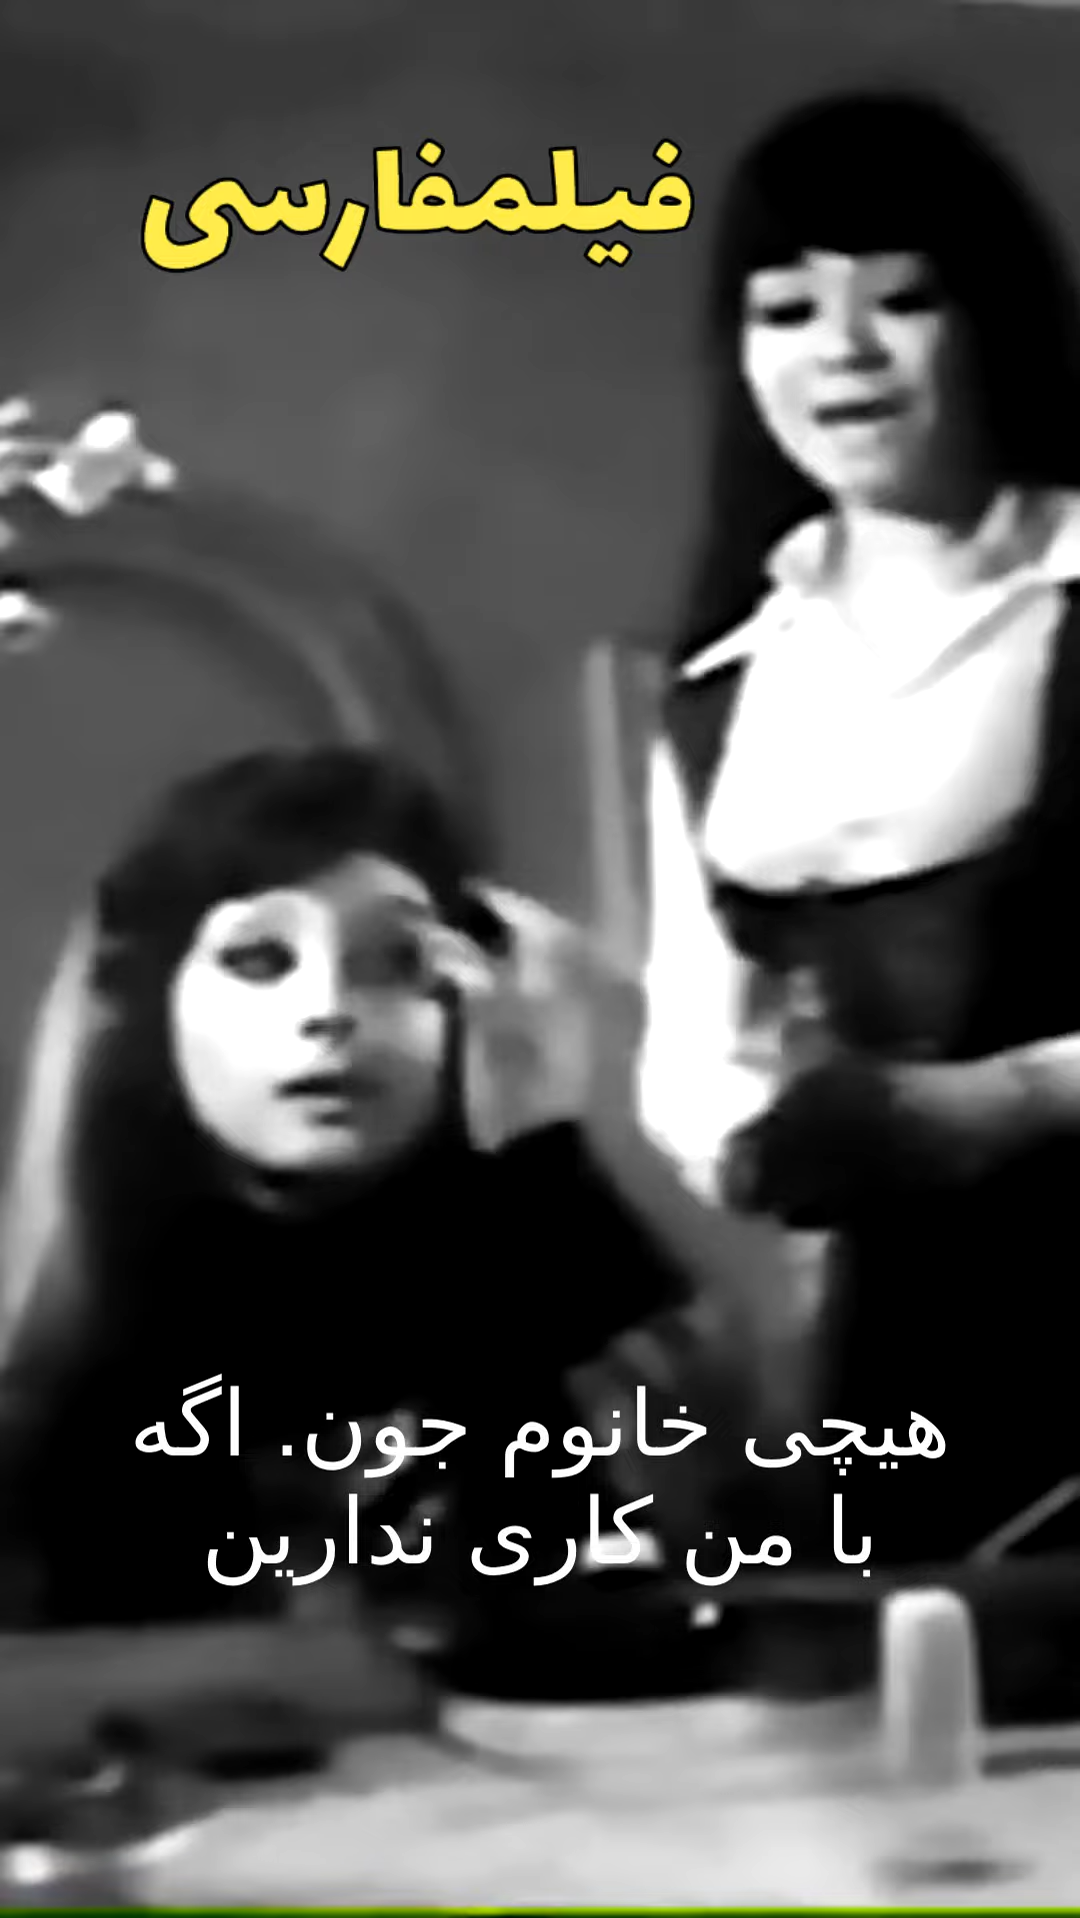 فیلمفارسی
هیچی خانوم جون. اگه
با من کاری ندارین